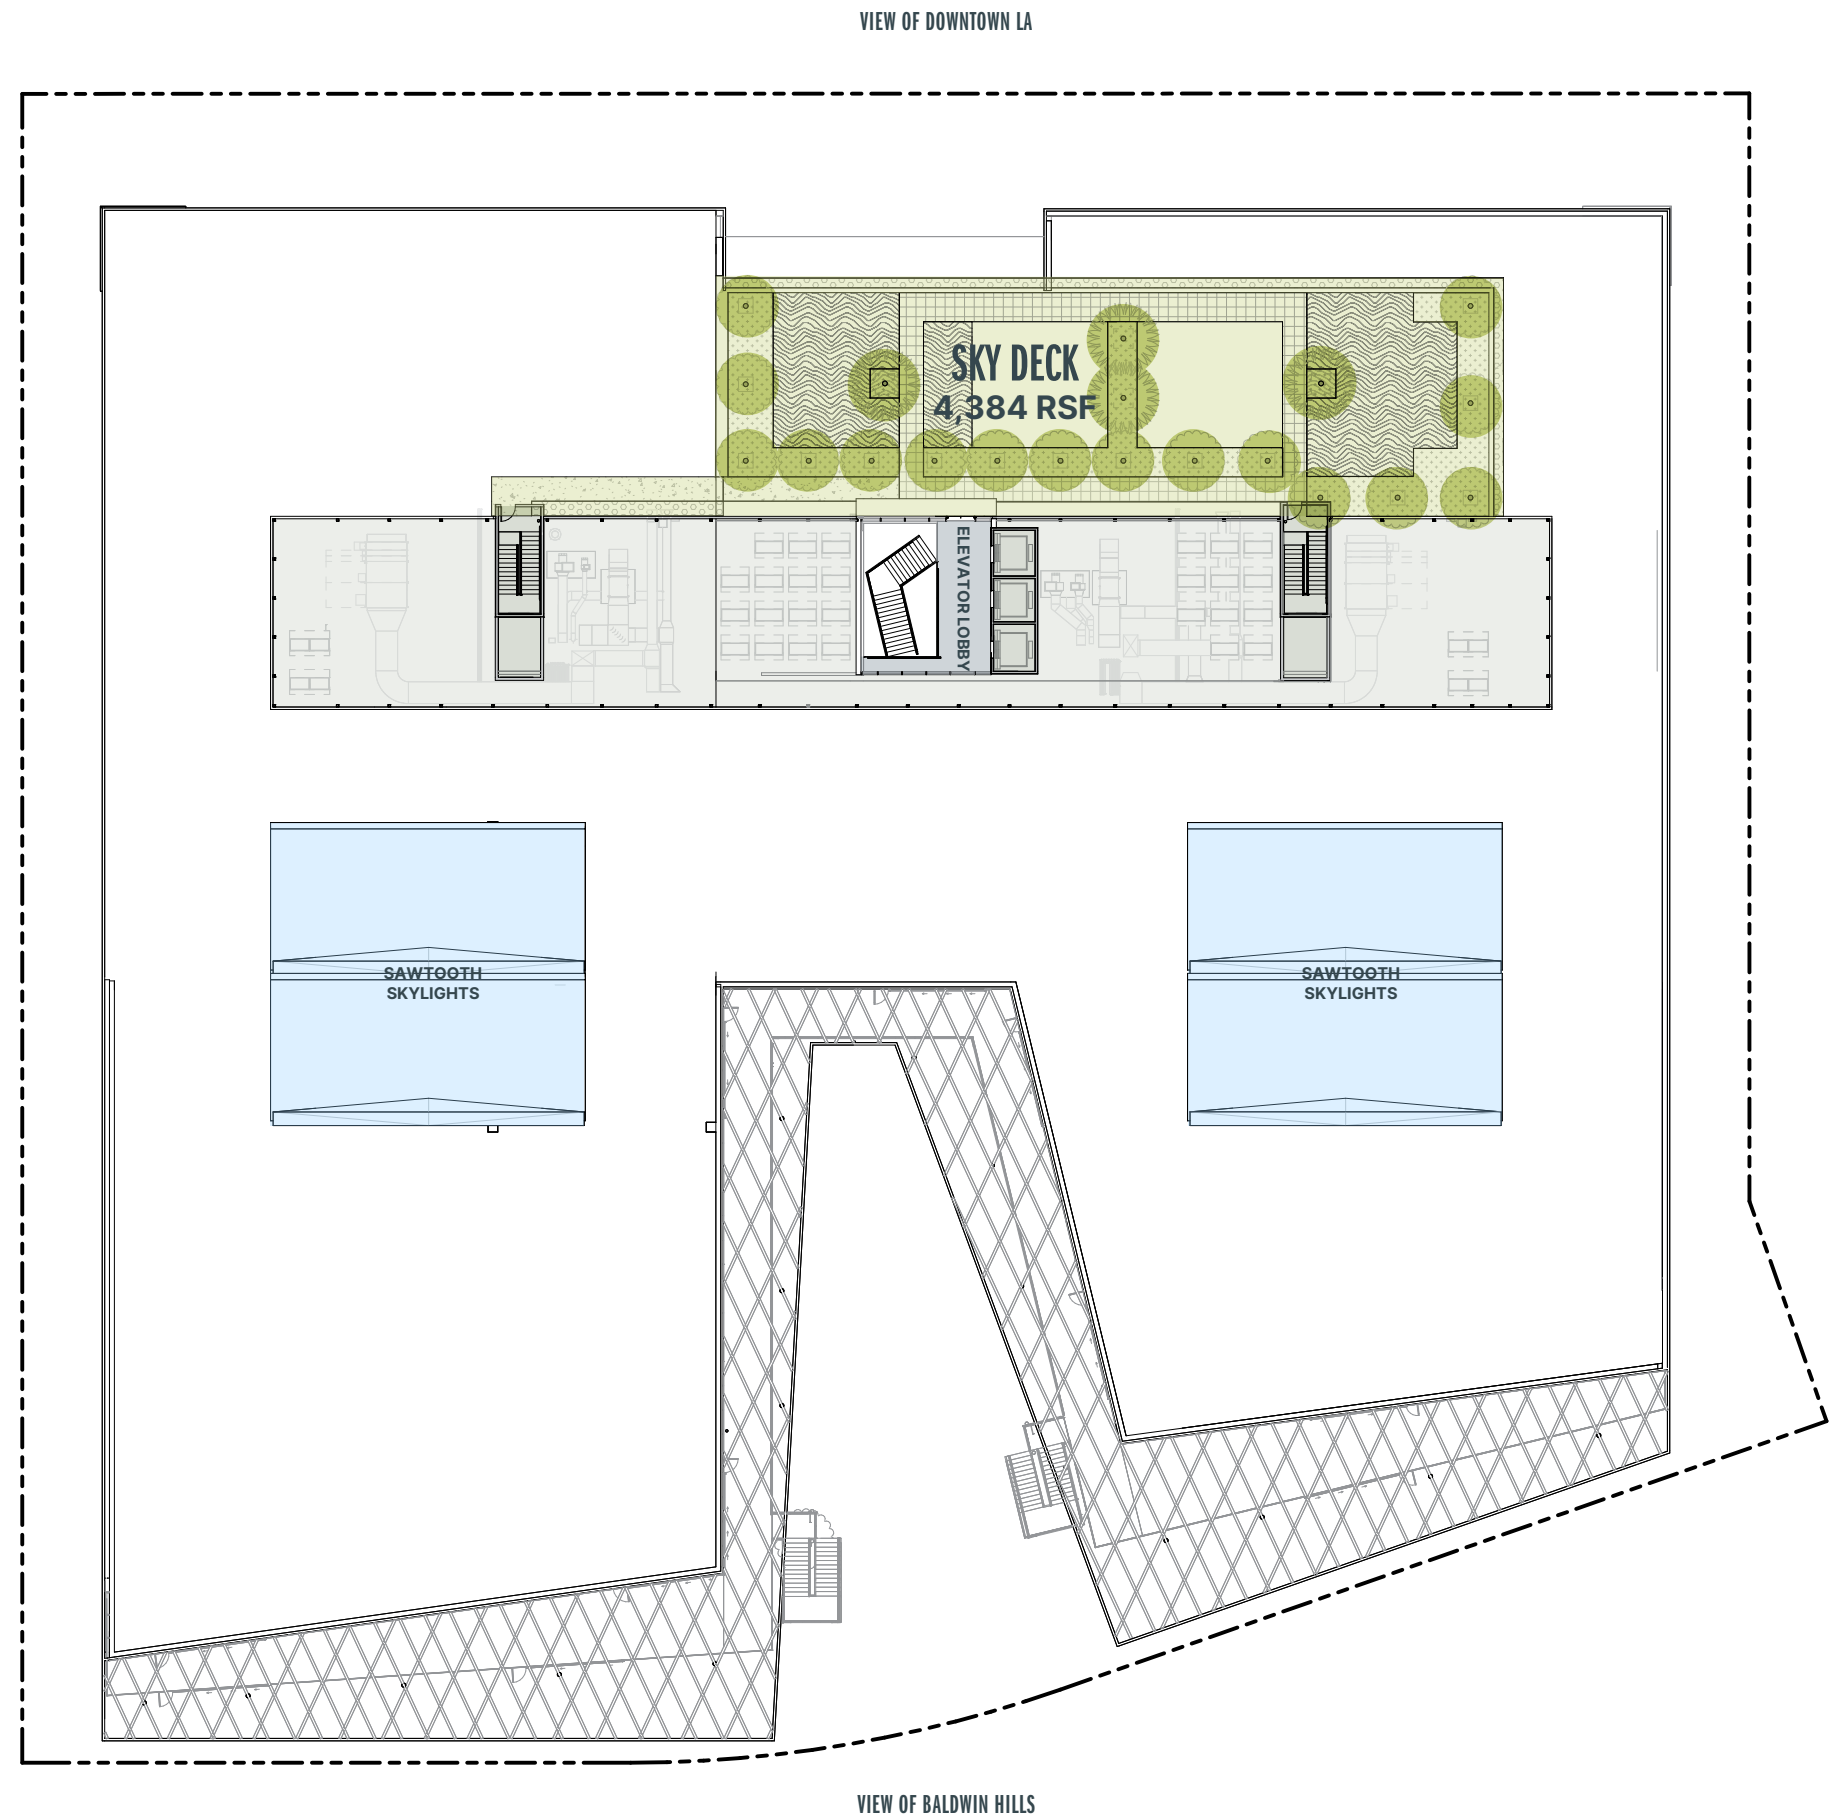 VIEW OF DOWNTOWN LA
SKY DECK
4,384 RSF
ELEVATOR LOBBY
SAWTOOTH
SKYLIGHTS
SAWTOOTH
SKYLIGHTS
VIEW OF BALDWIN HILLS